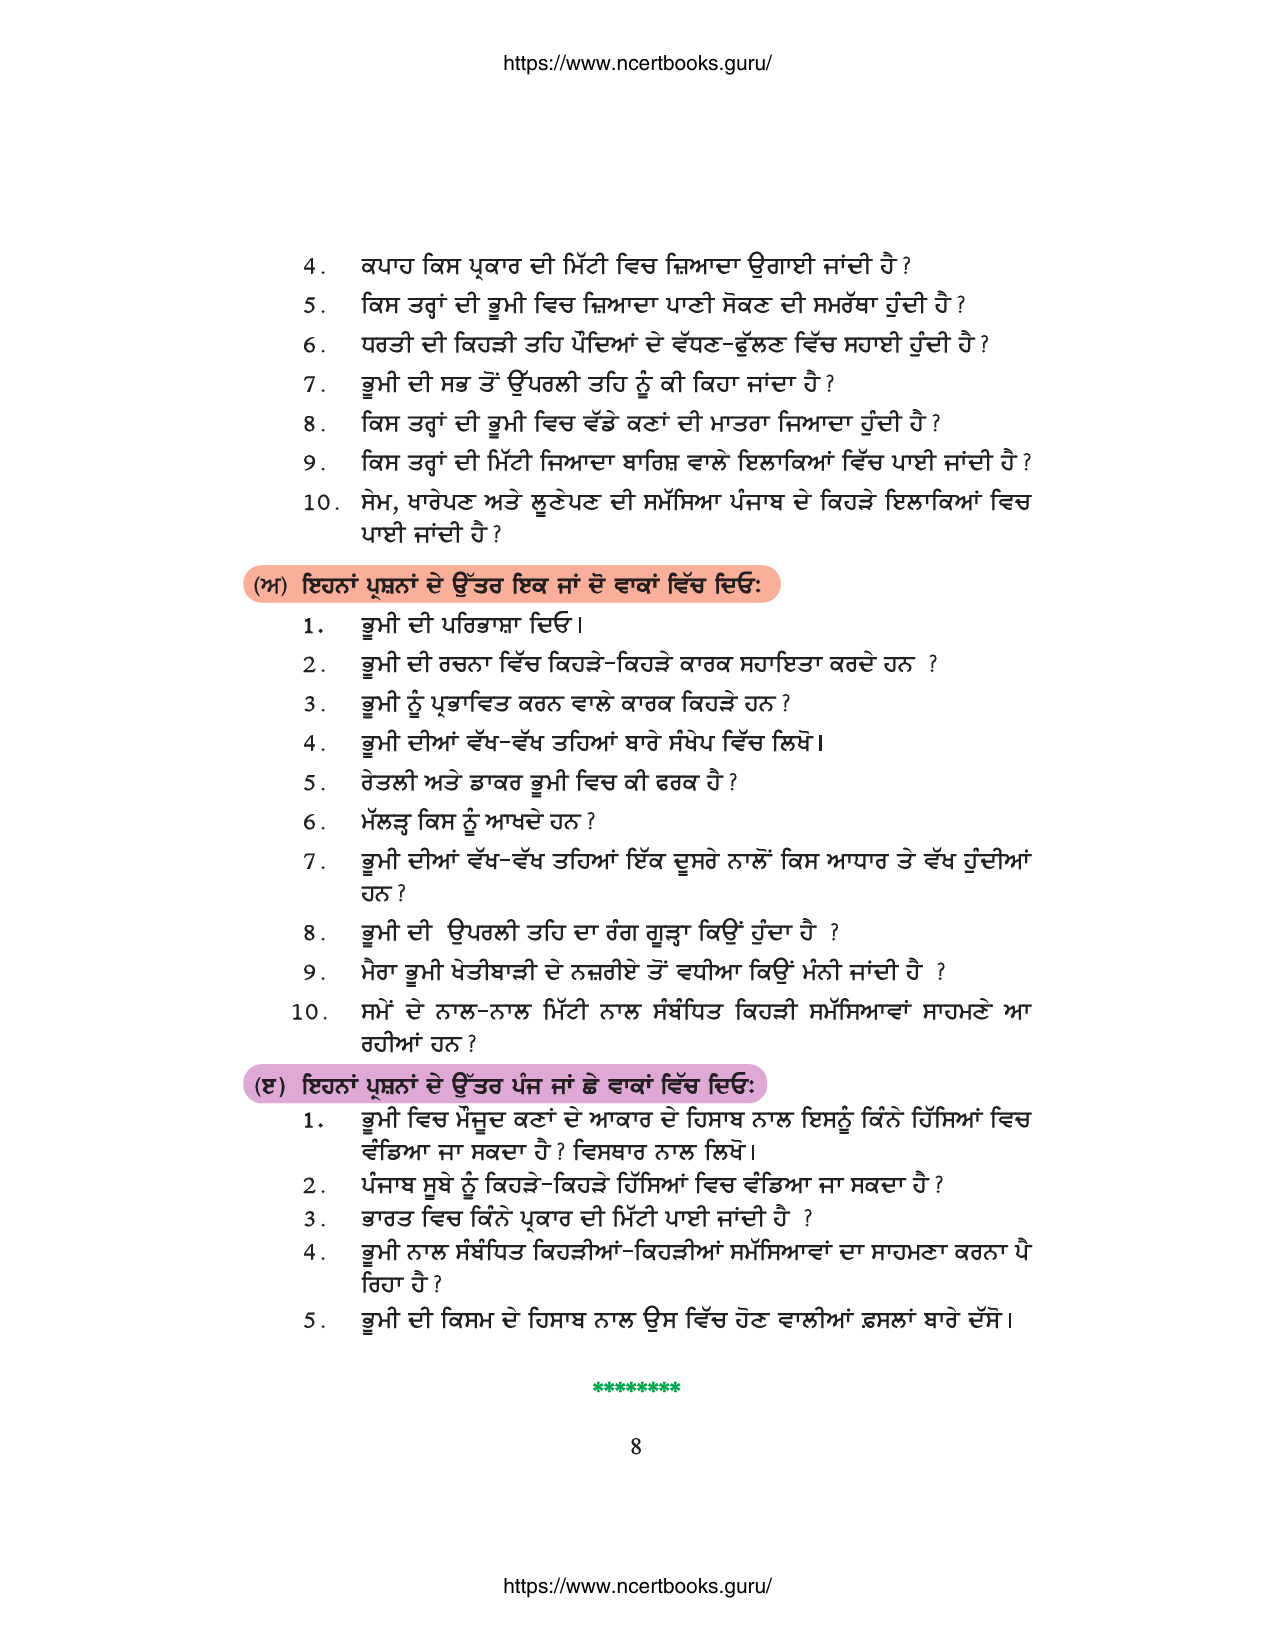 https://www.ncertbooks.guru/
4. ਕਪਾਹ ਕਿਸ ਪ੍ਰਕਾਰ ਦੀ ਮਿੱਟੀ ਵਿਚ ਜ਼ਿਆਦਾ ਉਗਾਈ ਜਾਂਦੀ ਹੈ ?
5. ਕਿਸ ਤਰ੍ਹਾਂ ਦੀ ਭੂਮੀ ਵਿਚ ਜ਼ਿਆਦਾ ਪਾਣੀ ਸੋਕਣ ਦੀ ਸਮਰੱਥਾ ਹੁੰਦੀ ਹੈ ?
6. ਧਰਤੀ ਦੀ ਕਿਹੜੀ ਤਹਿ ਪੌਦਿਆਂ ਦੇ ਵੱਧਣ-ਫੁੱਲਣ ਵਿੱਚ ਸਹਾਈ ਹੁੰਦੀ ਹੈ ?
7. ਭੂਮੀ ਦੀ ਸਭ ਤੋਂ ਉੱਪਰਲੀ ਤਹਿ ਨੂੰ ਕੀ ਕਿਹਾ ਜਾਂਦਾ ਹੈ ?
8. ਕਿਸ ਤਰ੍ਹਾਂ ਦੀ ਭੂਮੀ ਵਿਚ ਵੱਡੇ ਕਣਾਂ ਦੀ ਮਾਤਰਾ ਜਿਆਦਾ ਹੁੰਦੀ ਹੈ ?
9. ਕਿਸ ਤਰ੍ਹਾਂ ਦੀ ਮਿੱਟੀ ਜਿਆਦਾ ਬਾਰਿਸ਼ ਵਾਲੇ ਇਲਾਕਿਆਂ ਵਿੱਚ ਪਾਈ ਜਾਂਦੀ ਹੈ ?
10. ਸੇਮ, ਖਾਰੇਪਣ ਅਤੇ ਲੂਣੇਪਣ ਦੀ ਸਮੱਸਿਆ ਪੰਜਾਬ ਦੇ ਕਿਹੜੇ ਇਲਾਕਿਆਂ ਵਿਚ
ਪਾਈ ਜਾਂਦੀ ਹੈ ?
(ਅ) ਇਹਨਾਂ ਪ੍ਰਸ਼ਨਾਂ ਦੇ ਉੱਤਰ ਇਕ ਜਾਂ ਦੋ ਵਾਕਾਂ ਵਿੱਚ ਦਿਓ:
1. ਭੂਮੀ ਦੀ ਪਰਿਭਾਸ਼ਾ ਦਿਓ।
2. ਭੂਮੀ ਦੀ ਰਚਨਾ ਵਿੱਚ ਕਿਹੜੇ-ਕਿਹੜੇ ਕਾਰਕ ਸਹਾਇਤਾ ਕਰਦੇ ਹਨ ?
3. ਭੂਮੀ ਨੂੰ ਪ੍ਰਭਾਵਿਤ ਕਰਨ ਵਾਲੇ ਕਾਰਕ ਕਿਹੜੇ ਹਨ ?
4. ਭੂਮੀ ਦੀਆਂ ਵੱਖ-ਵੱਖ ਤਹਿਆਂ ਬਾਰੇ ਸੰਖੇਪ ਵਿੱਚ ਲਿਖੋ।
5. ਰੇਤਲੀ ਅਤੇ ਡਾਕਰ ਭੂਮੀ ਵਿਚ ਕੀ ਫਰਕ ਹੈ ?
6. ਮੱਲੜ੍ਹ ਕਿਸ ਨੂੰ ਆਖਦੇ ਹਨ ?
7. ਭੂਮੀ ਦੀਆਂ ਵੱਖ-ਵੱਖ ਤਹਿਆਂ ਇੱਕ ਦੂਸਰੇ ਨਾਲੋਂ ਕਿਸ ਆਧਾਰ ਤੇ ਵੱਖ ਹੁੰਦੀਆਂ
ਹਨ ?
8. ਭੂਮੀ ਦੀ ਉਪਰਲੀ ਤਹਿ ਦਾ ਰੰਗ ਗੂੜ੍ਹਾ ਕਿਉਂ ਹੁੰਦਾ ਹੈ ?
9. ਮੈਰਾ ਭੂਮੀ ਖੇਤੀਬਾੜੀ ਦੇ ਨਜ਼ਰੀਏ ਤੋਂ ਵਧੀਆ ਕਿਉਂ ਮੰਨੀ ਜਾਂਦੀ ਹੈ ?
10. ਸਮੇਂ ਦੇ ਨਾਲ-ਨਾਲ ਮਿੱਟੀ ਨਾਲ ਸੰਬੰਧਿਤ ਕਿਹੜੀ ਸਮੱਸਿਆਵਾਂ ਸਾਹਮਣੇ ਆ
ਰਹੀਆਂ ਹਨ ?
(ੲ) ਇਹਨਾਂ ਪ੍ਰਸ਼ਨਾਂ ਦੇ ਉੱਤਰ ਪੰਜ ਜਾਂ ਛੇ ਵਾਕਾਂ ਵਿੱਚ ਦਿਓ:
1. ਭੂਮੀ ਵਿਚ ਮੌਜੂਦ ਕਣਾਂ ਦੇ ਆਕਾਰ ਦੇ ਹਿਸਾਬ ਨਾਲ ਇਸਨੂੰ ਕਿੰਨੇ ਹਿੱਸਿਆਂ ਵਿਚ
ਵੰਡਿਆ ਜਾ ਸਕਦਾ ਹੈ ? ਵਿਸਥਾਰ ਨਾਲ ਲਿਖੋ।
2. ਪੰਜਾਬ ਸੂਬੇ ਨੂੰ ਕਿਹੜੇ-ਕਿਹੜੇ ਹਿੱਸਿਆਂ ਵਿਚ ਵੰਡਿਆ ਜਾ ਸਕਦਾ ਹੈ ?
3. ਭਾਰਤ ਵਿਚ ਕਿੰਨੇ ਪ੍ਰਕਾਰ ਦੀ ਮਿੱਟੀ ਪਾਈ ਜਾਂਦੀ ਹੈ ?
4. ਭੂਮੀ ਨਾਲ ਸੰਬੰਧਿਤ ਕਿਹੜੀਆਂ-ਕਿਹੜੀਆਂ ਸਮੱਸਿਆਵਾਂ ਦਾ ਸਾਹਮਣਾ ਕਰਨਾ ਪੈ
ਰਿਹਾ ਹੈ ?
5. ਭੂਮੀ ਦੀ ਕਿਸਮ ਦੇ ਹਿਸਾਬ ਨਾਲ ਉਸ ਵਿੱਚ ਹੋਣ ਵਾਲੀਆਂ ਫ਼ਸਲਾਂ ਬਾਰੇ ਦੱਸੋ।
********
8
https://www.ncertbooks.guru/